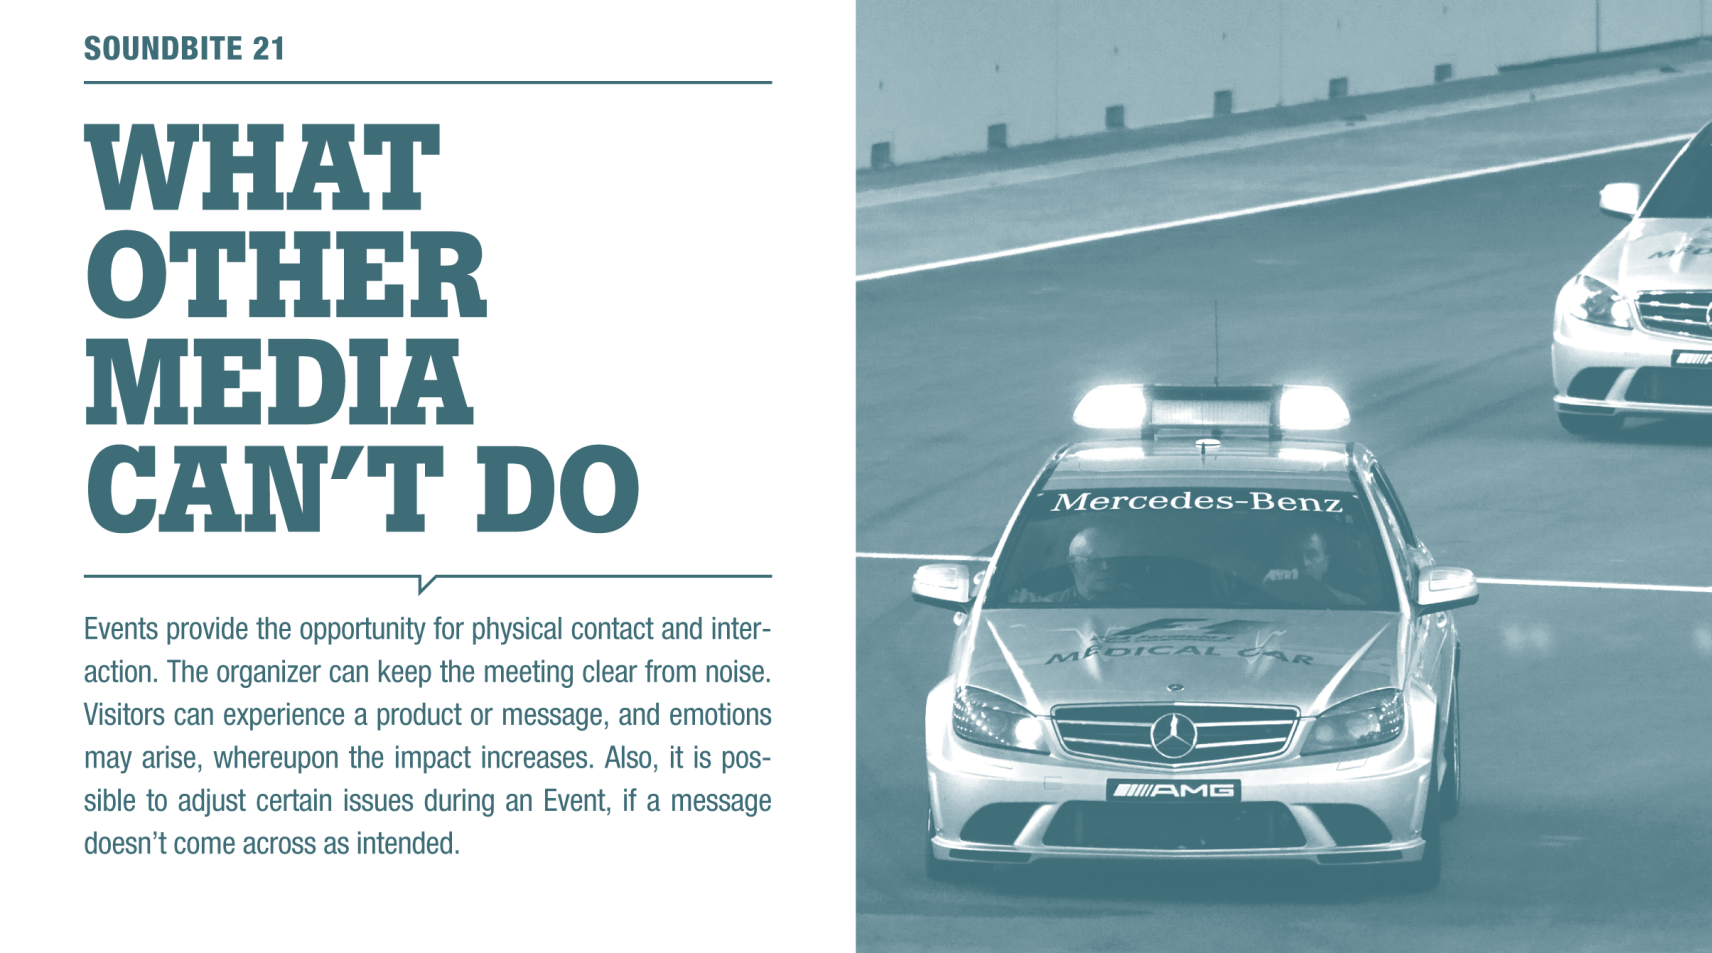 SOUNDBITE 21
WHAT
OTHER
MEDIA
CAN'T DO
Events provide the opportunity for physical contact and inter-
action. The organizer can keep the meeting clear from noise.
Visitors can experience a product or message, and emotions
may arise, whereupon the impact increases. Also, it is pos-
sible to adjust certain issues during an Event, if a message
doesn't come across as intended.
Mercedes-Benz
F1
MEDICAL CAR
AMG